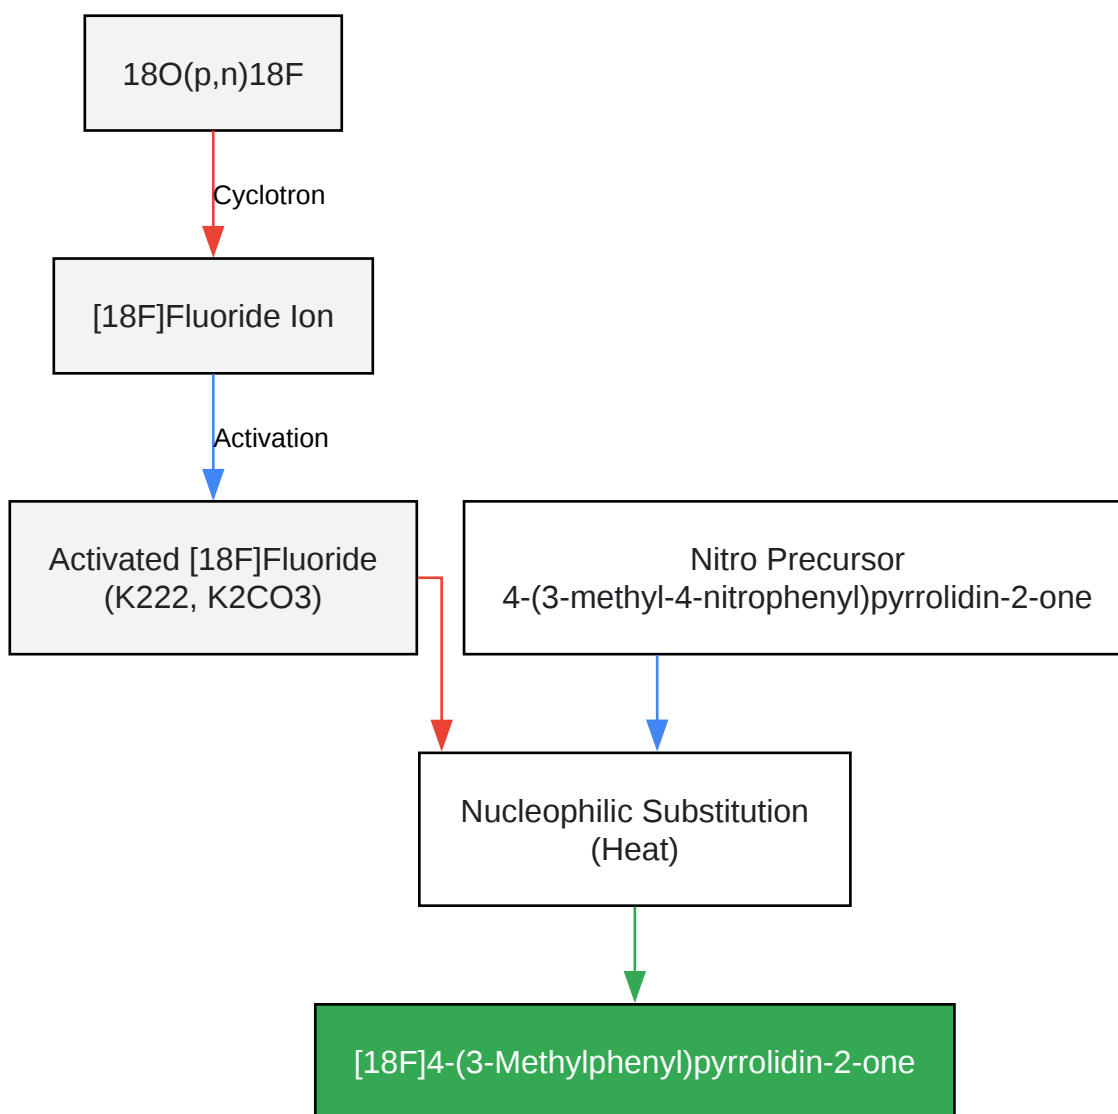 18O(p,n)18F
Cyclotron
[18F]Fluoride Ion
Activation
Activated [18F]Fluoride
(K222, K2CO3)
Nitro Precursor
4-(3-methyl-4-nitrophenyl)pyrrolidin-2-one
Nucleophilic Substitution
(Heat)
[18F]4-(3-Methylphenyl)pyrrolidin-2-one